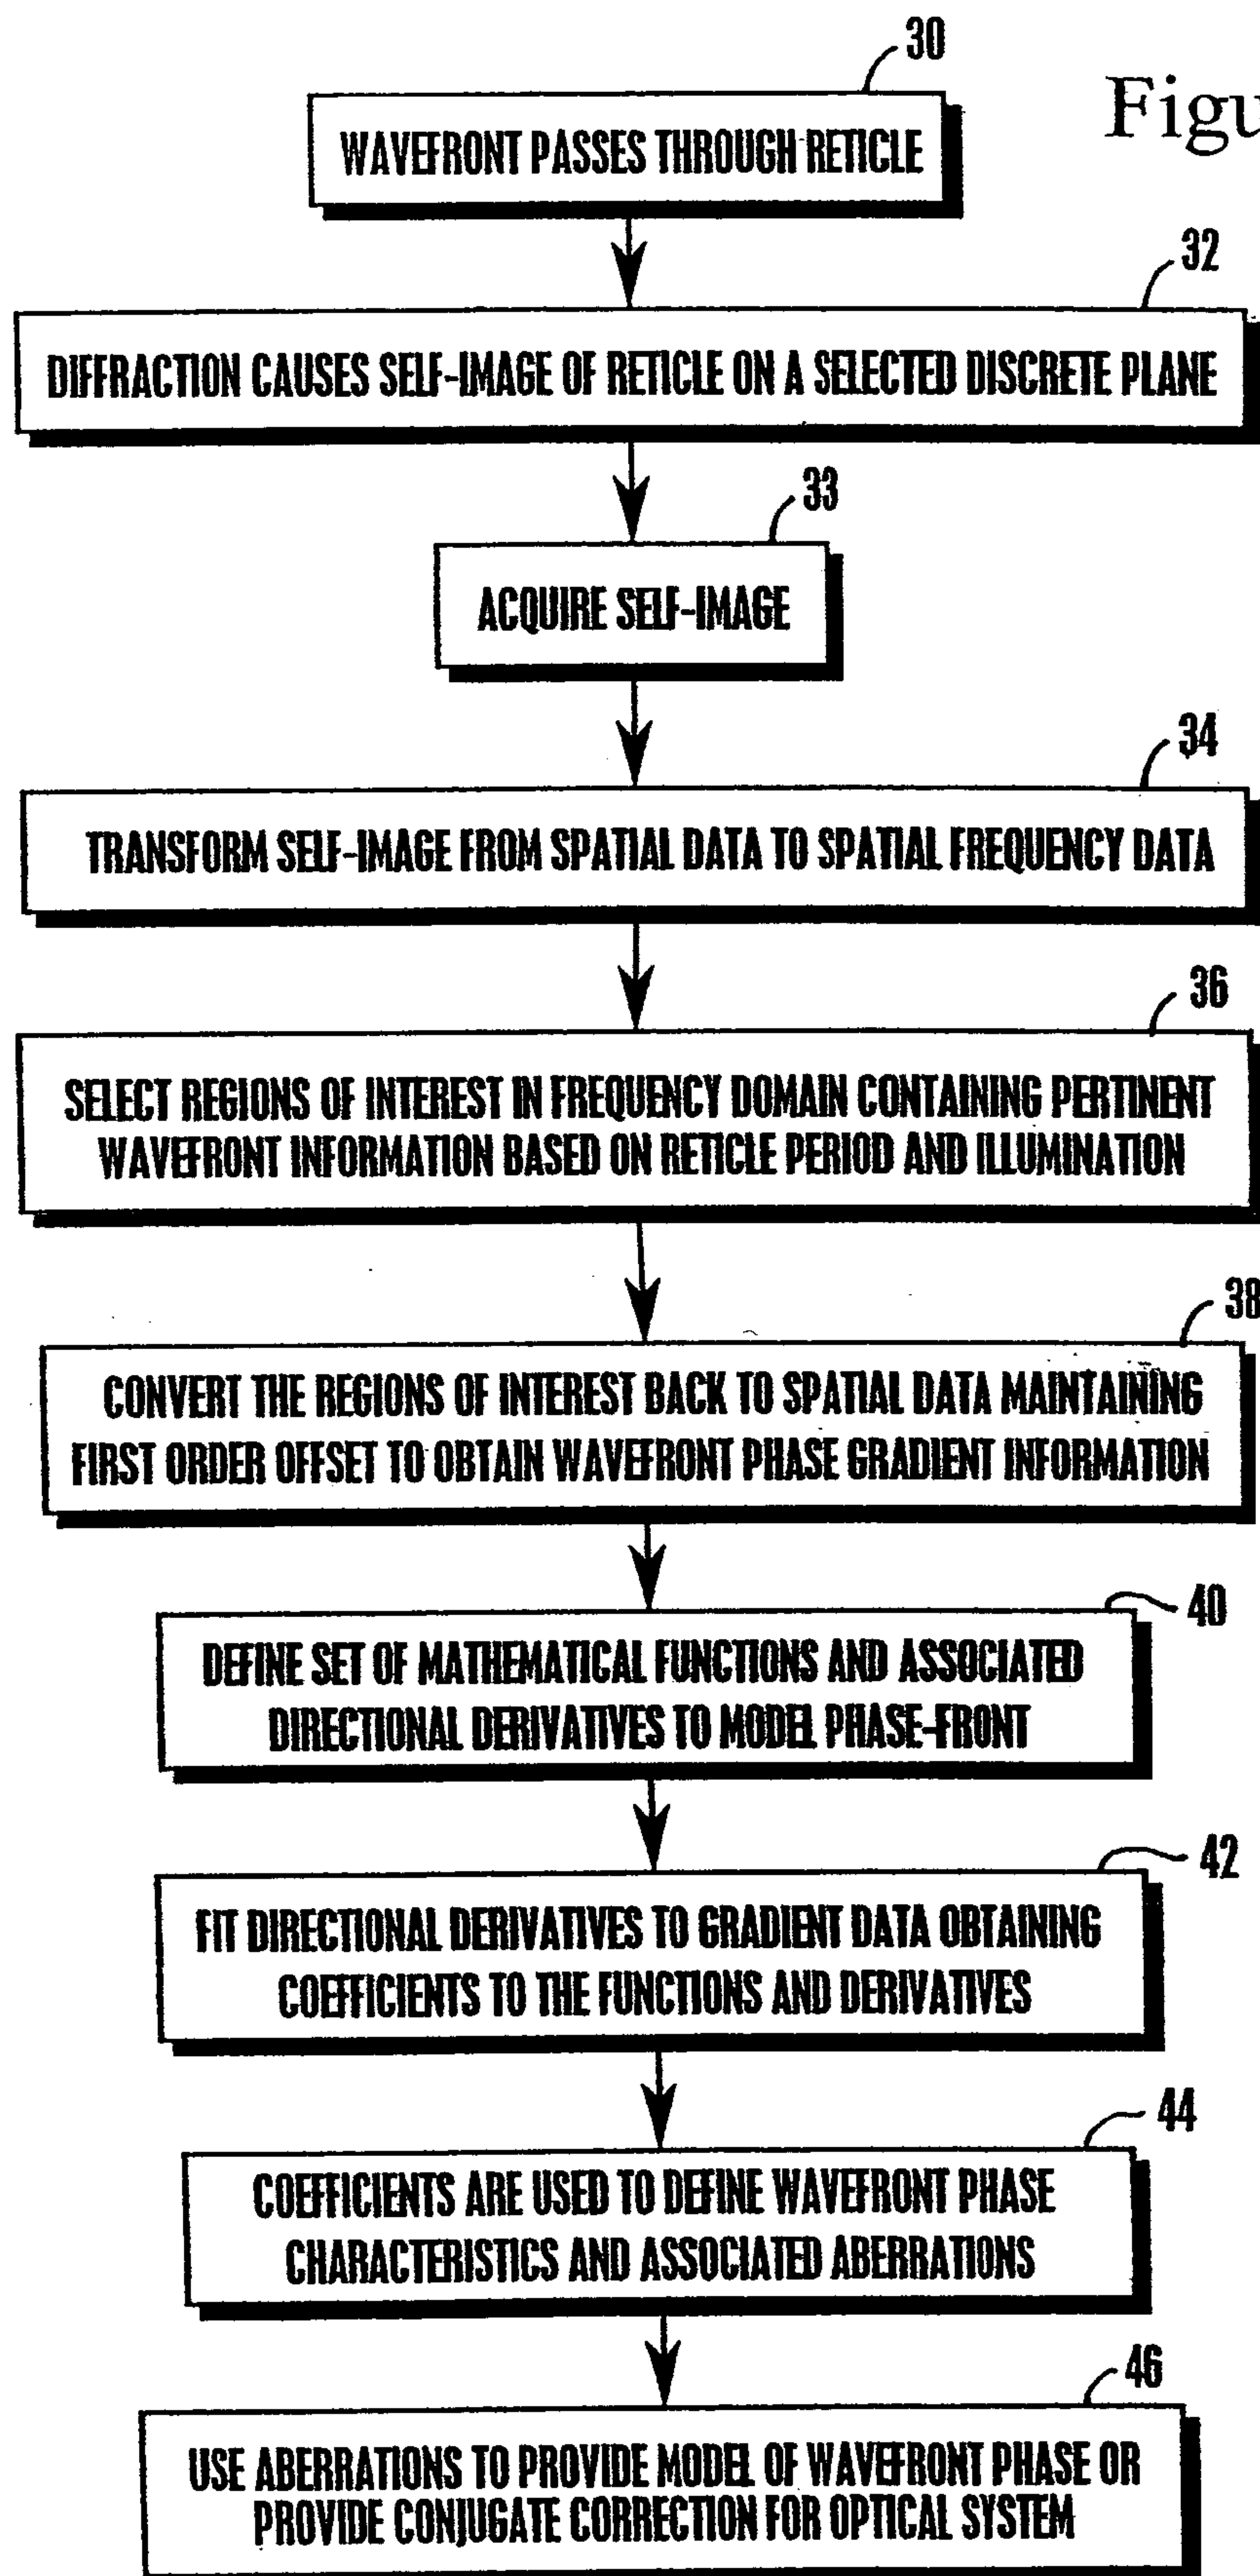 30
Figu
WAVEFRONT PASSES THROUGH RETICLE
32
DIFFRACTION CAUSES SELF-IMAGE OF RETICLE ON A SELECTED DISCRETE PLANE
33
ACQUIRE SELF-IMAGE
34
TRANSFORM SELF-IMAGE FROM SPATIAL DATA TO SPATIAL FREQUENCY DATA
36
SELECT REGIONS OF INTEREST IN FREQUENCY DOMAIN CONTAINING PERTINENT
WAVEFRONT INFORMATION BASED ON RETICLE PERIOD AND ILLUMINATION
38
CONVERT THE REGIONS OF INTEREST BACK TO SPATIAL DATA MAINTAINING
FIRST ORDER OFFSET TO OBTAIN WAVEFRONT PHASE GRADIENT INFORMATION
40
DEFINE SET OF MATHEMATICAL FUNCTIONS AND ASSOCIATED
DIRECTIONAL DERIVATIVES TO MODEL PHASE-FRONT
42
FIT DIRECTIONAL DERIVATIVES TO GRADIENT DATA OBTAINING
COEFFICIENTS TO THE FUNCTIONS AND DERIVATIVES
44
COEFFICIENTS ARE USED TO DEFINE WAVEFRONT PHASE
CHARACTERISTICS AND ASSOCIATED ABERRATIONS
46
USE ABERRATIONS TO PROVIDE MODEL OF WAVEFRONT PHASE OR
PROVIDE CONJUGATE CORRECTION FOR OPTICAL SYSTEM